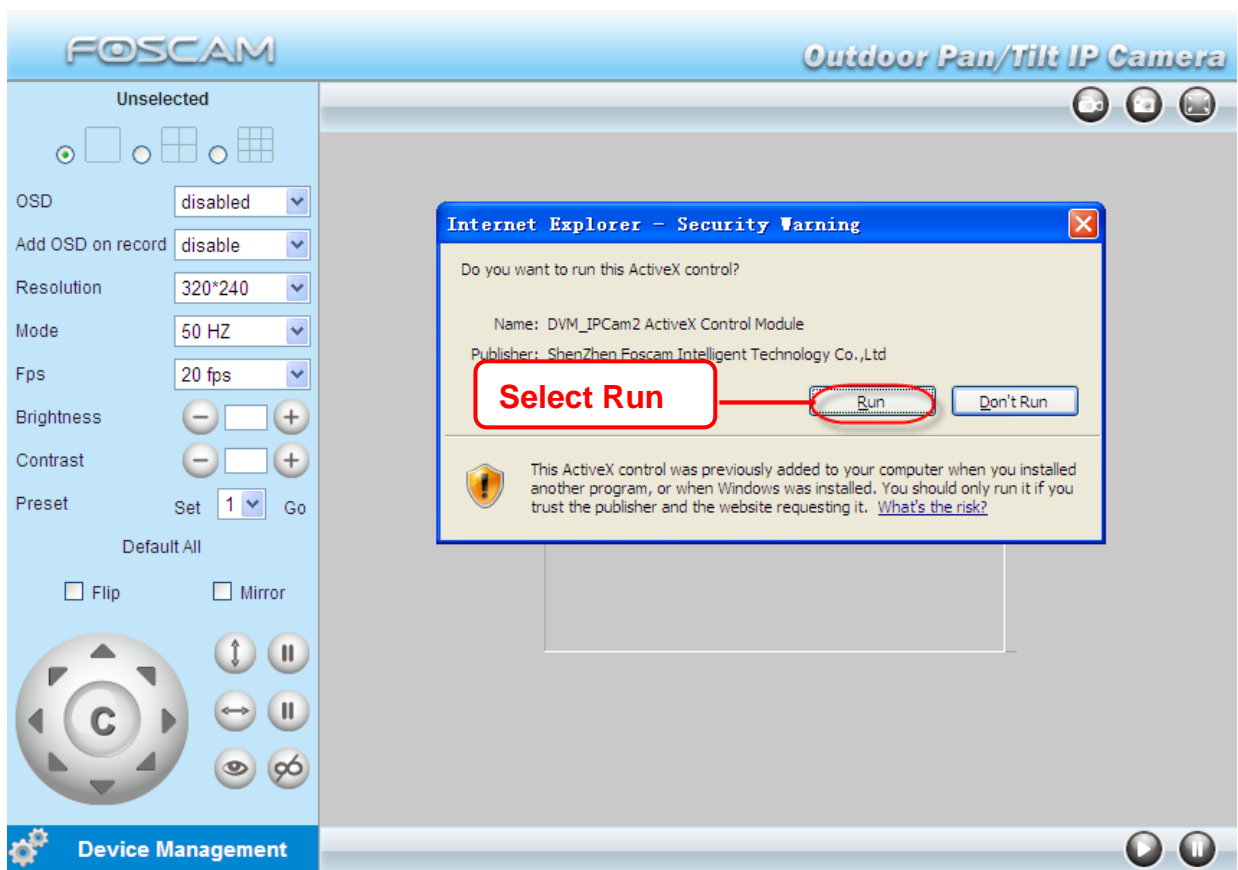 FOSCAM
Outdoor Pan/Tilt IP Camera
Unselected
OSD disabled
Add OSD on record disable
Resolution 320*240
Mode 50 HZ
Fps 20 fps
Brightness
Contrast
Preset Set 1 Go
Default All
Flip Mirror
C
Device Management
Internet Explorer - Security Warning
Do you want to run this ActiveX control?
Name: DVM_IPCam2 ActiveX Control Module
Publisher: ShenZhen Foscam Intelligent Technology Co.,Ltd
Select Run
Run Don't Run
This ActiveX control was previously added to your computer when you installed
another program, or when Windows was installed. You should only run it if you
trust the publisher and the website requesting it. What's the risk?